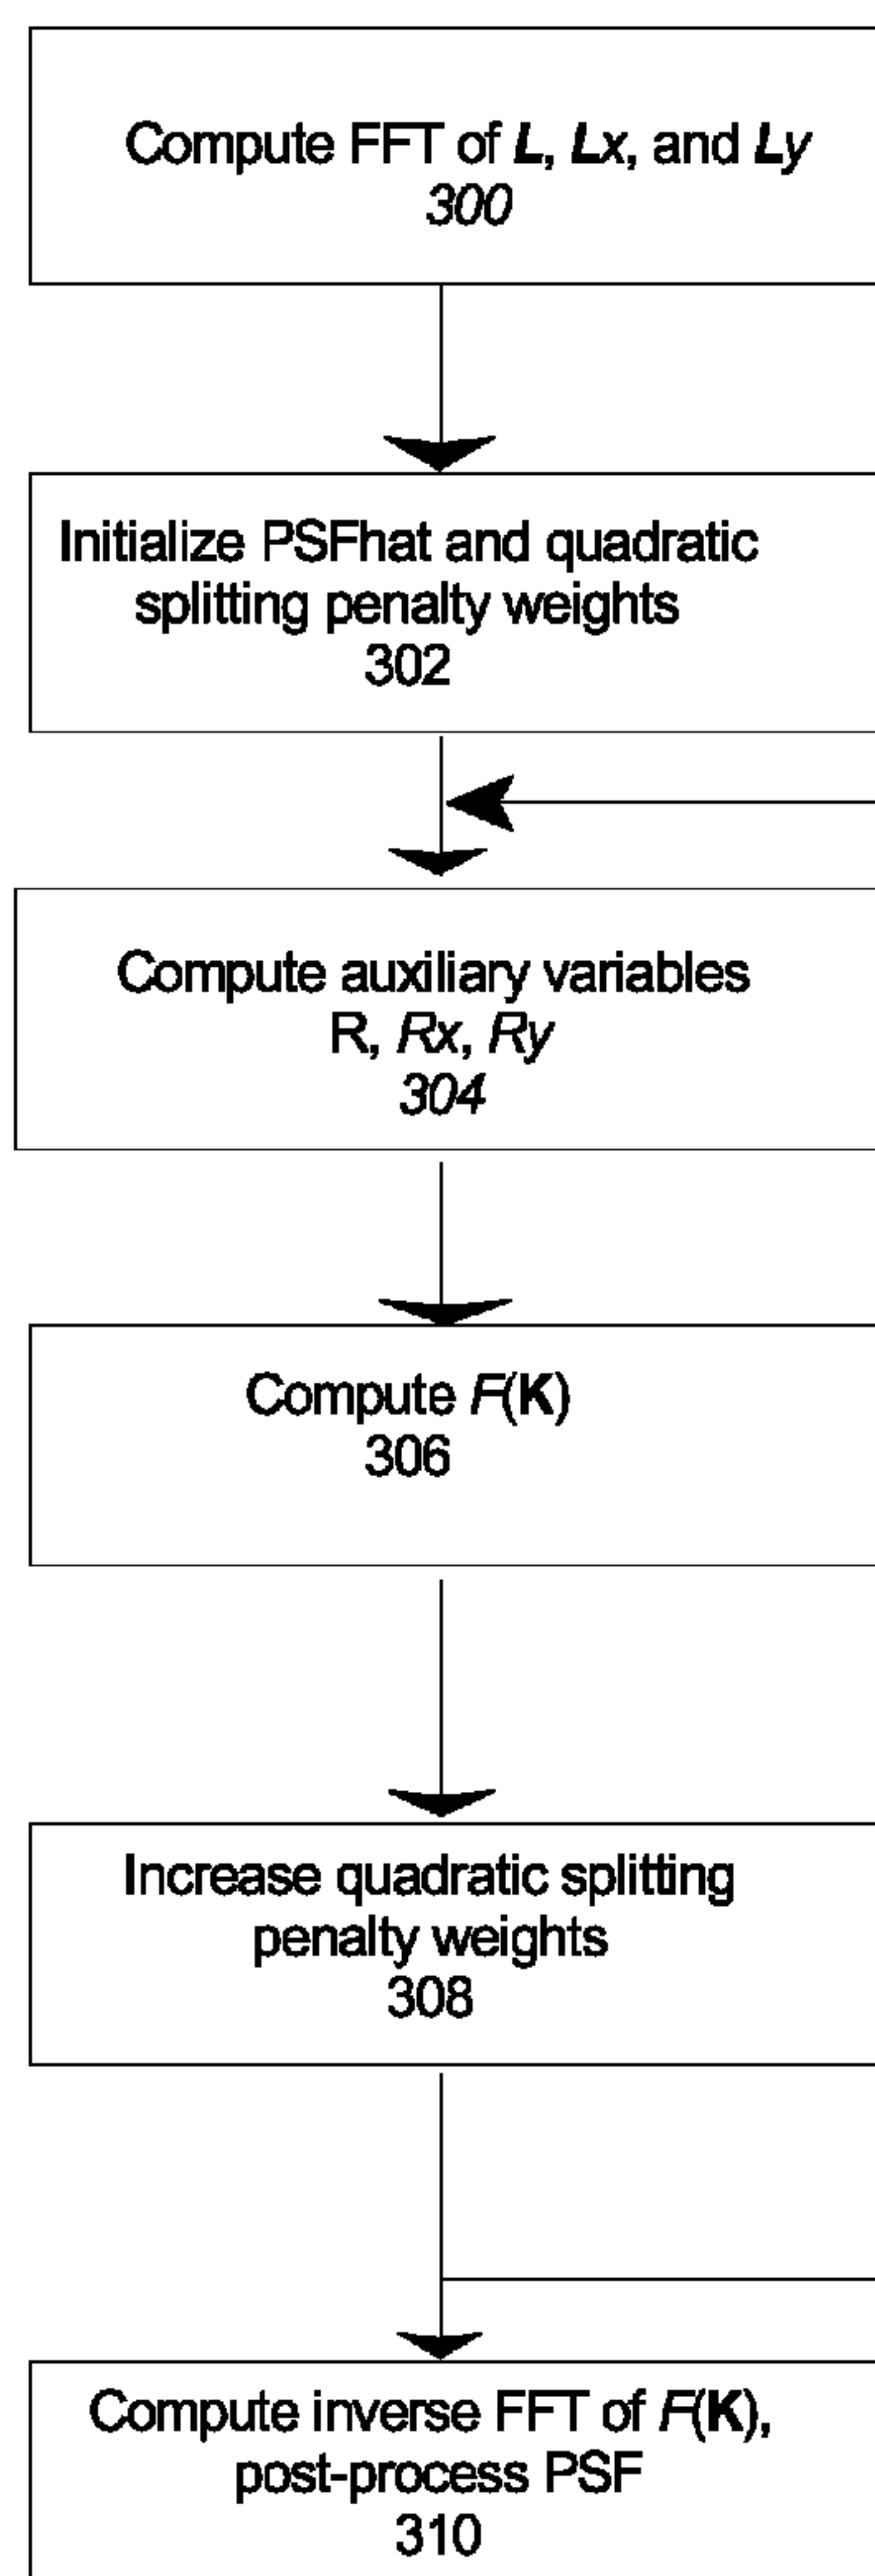 Compute FFT of L, Lx, and Ly
300
Initialize PSFhat and quadratic
splitting penalty weights
302
Compute auxiliary variables
R, Rx, Ry
304
Compute F(K)
306
Increase quadratic splitting
penalty weights
308
Compute inverse FFT of F(K),
post-process PSF
310